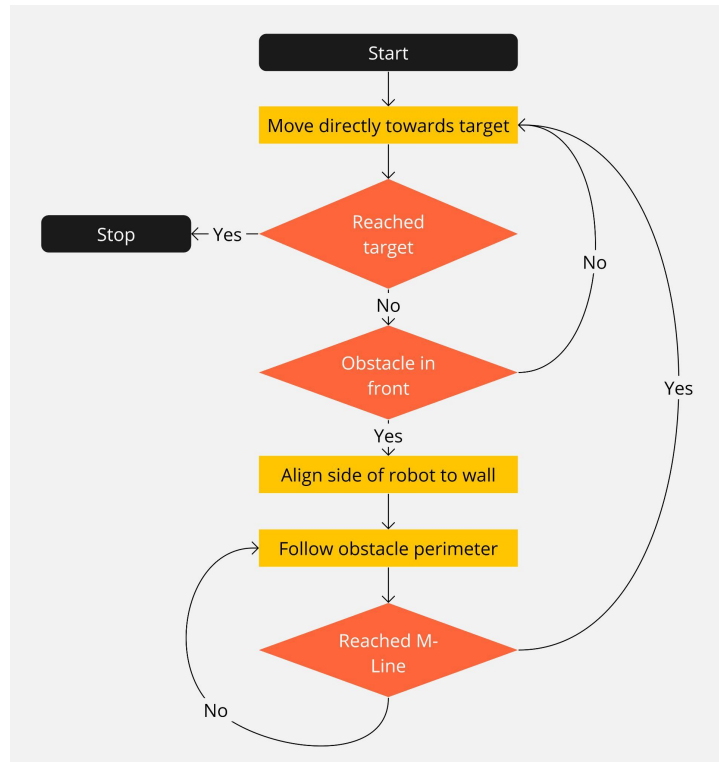 Start
Move directly towards target
Reached
target
Stop
Yes
No
No
Obstacle in
front
Yes
Yes
Align side of robot to wall
Follow obstacle perimeter
Reached M-
Line
No